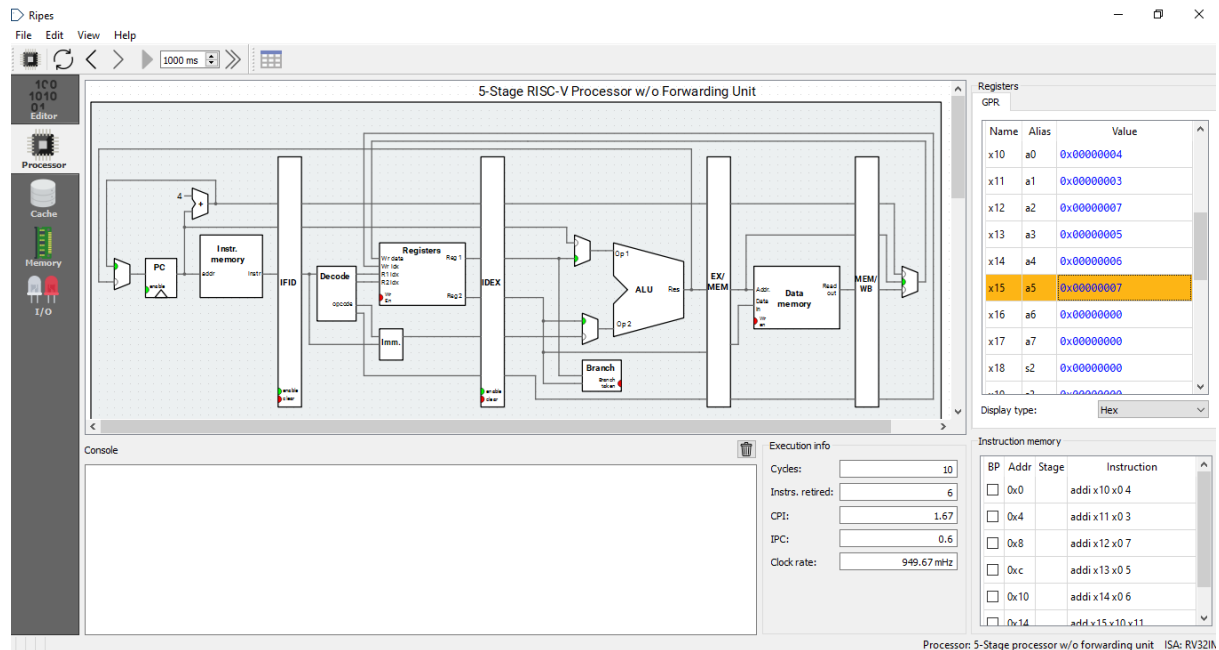 Ripes
File Edit View Help
1000 ms
Editor
Processor
Cache
Memory
I/O
5-Stage RISC-V Processor w/o Forwarding Unit
4
+
PC
enable
Instr. memory
addr
Instr
IFID
enable
clear
Decode
opcode
Registers
Wr data
Wr idx
R1 idx
R2 idx
Wr En
Reg 1
Reg 2
Imm.
IDEX
enable
clear
Op 1
ALU
Res
Op 2
Branch
Branch taken
EX/MEM
Data memory
Addr.
Data in
Wr en
Read out
MEM/WB
Registers
GPR
Name Alias Value
x10 a0 0x00000004
x11 a1 0x00000003
x12 a2 0x00000007
x13 a3 0x00000005
x14 a4 0x00000006
x15 a5 0x00000007
x16 a6 0x00000000
x17 a7 0x00000000
x18 s2 0x00000000
Display type: Hex
Console
Execution info
Cycles: 10
Instrs. retired: 6
CPI: 1.67
IPC: 0.6
Clock rate: 949.67 mHz
Instruction memory
BP Addr Stage Instruction
0x0 addi x10 x0 4
0x4 addi x11 x0 3
0x8 addi x12 x0 7
0xc addi x13 x0 5
0x10 addi x14 x0 6
0x14 add x15 x10 x11
Processor: 5-Stage processor w/o forwarding unit ISA: RV32IM